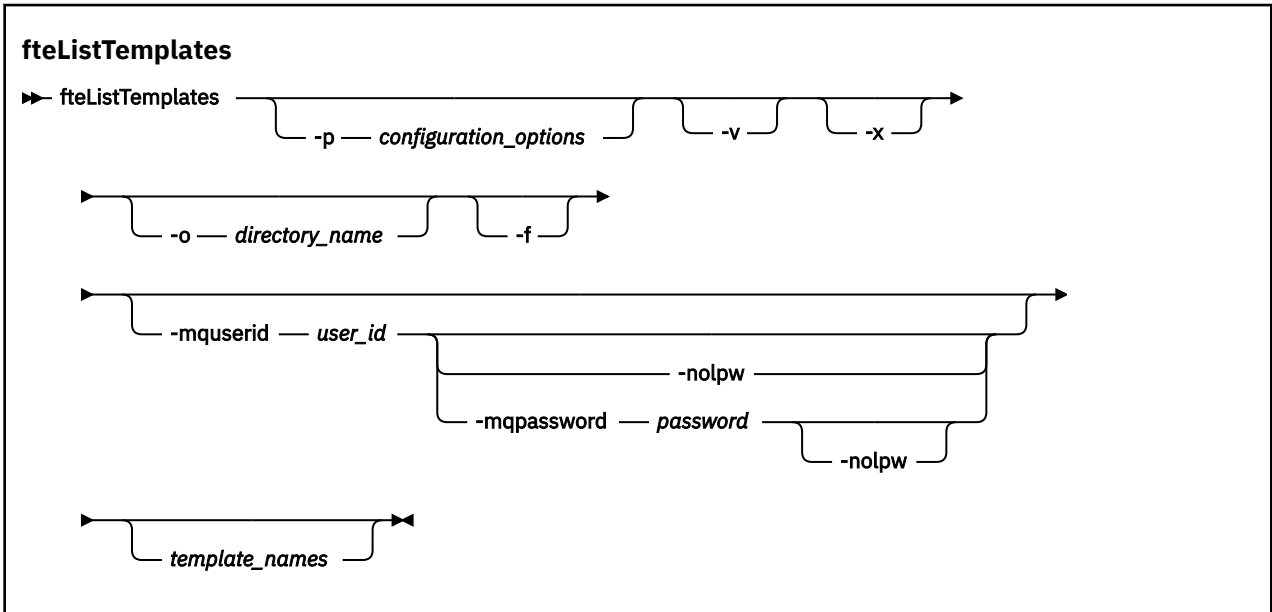 fteListTemplates
fteListTemplates
-p configuration_options -v -x
-o directory_name -f
-mquserid user_id
-nolpw
-mqpassword password
-nolpw
template_names